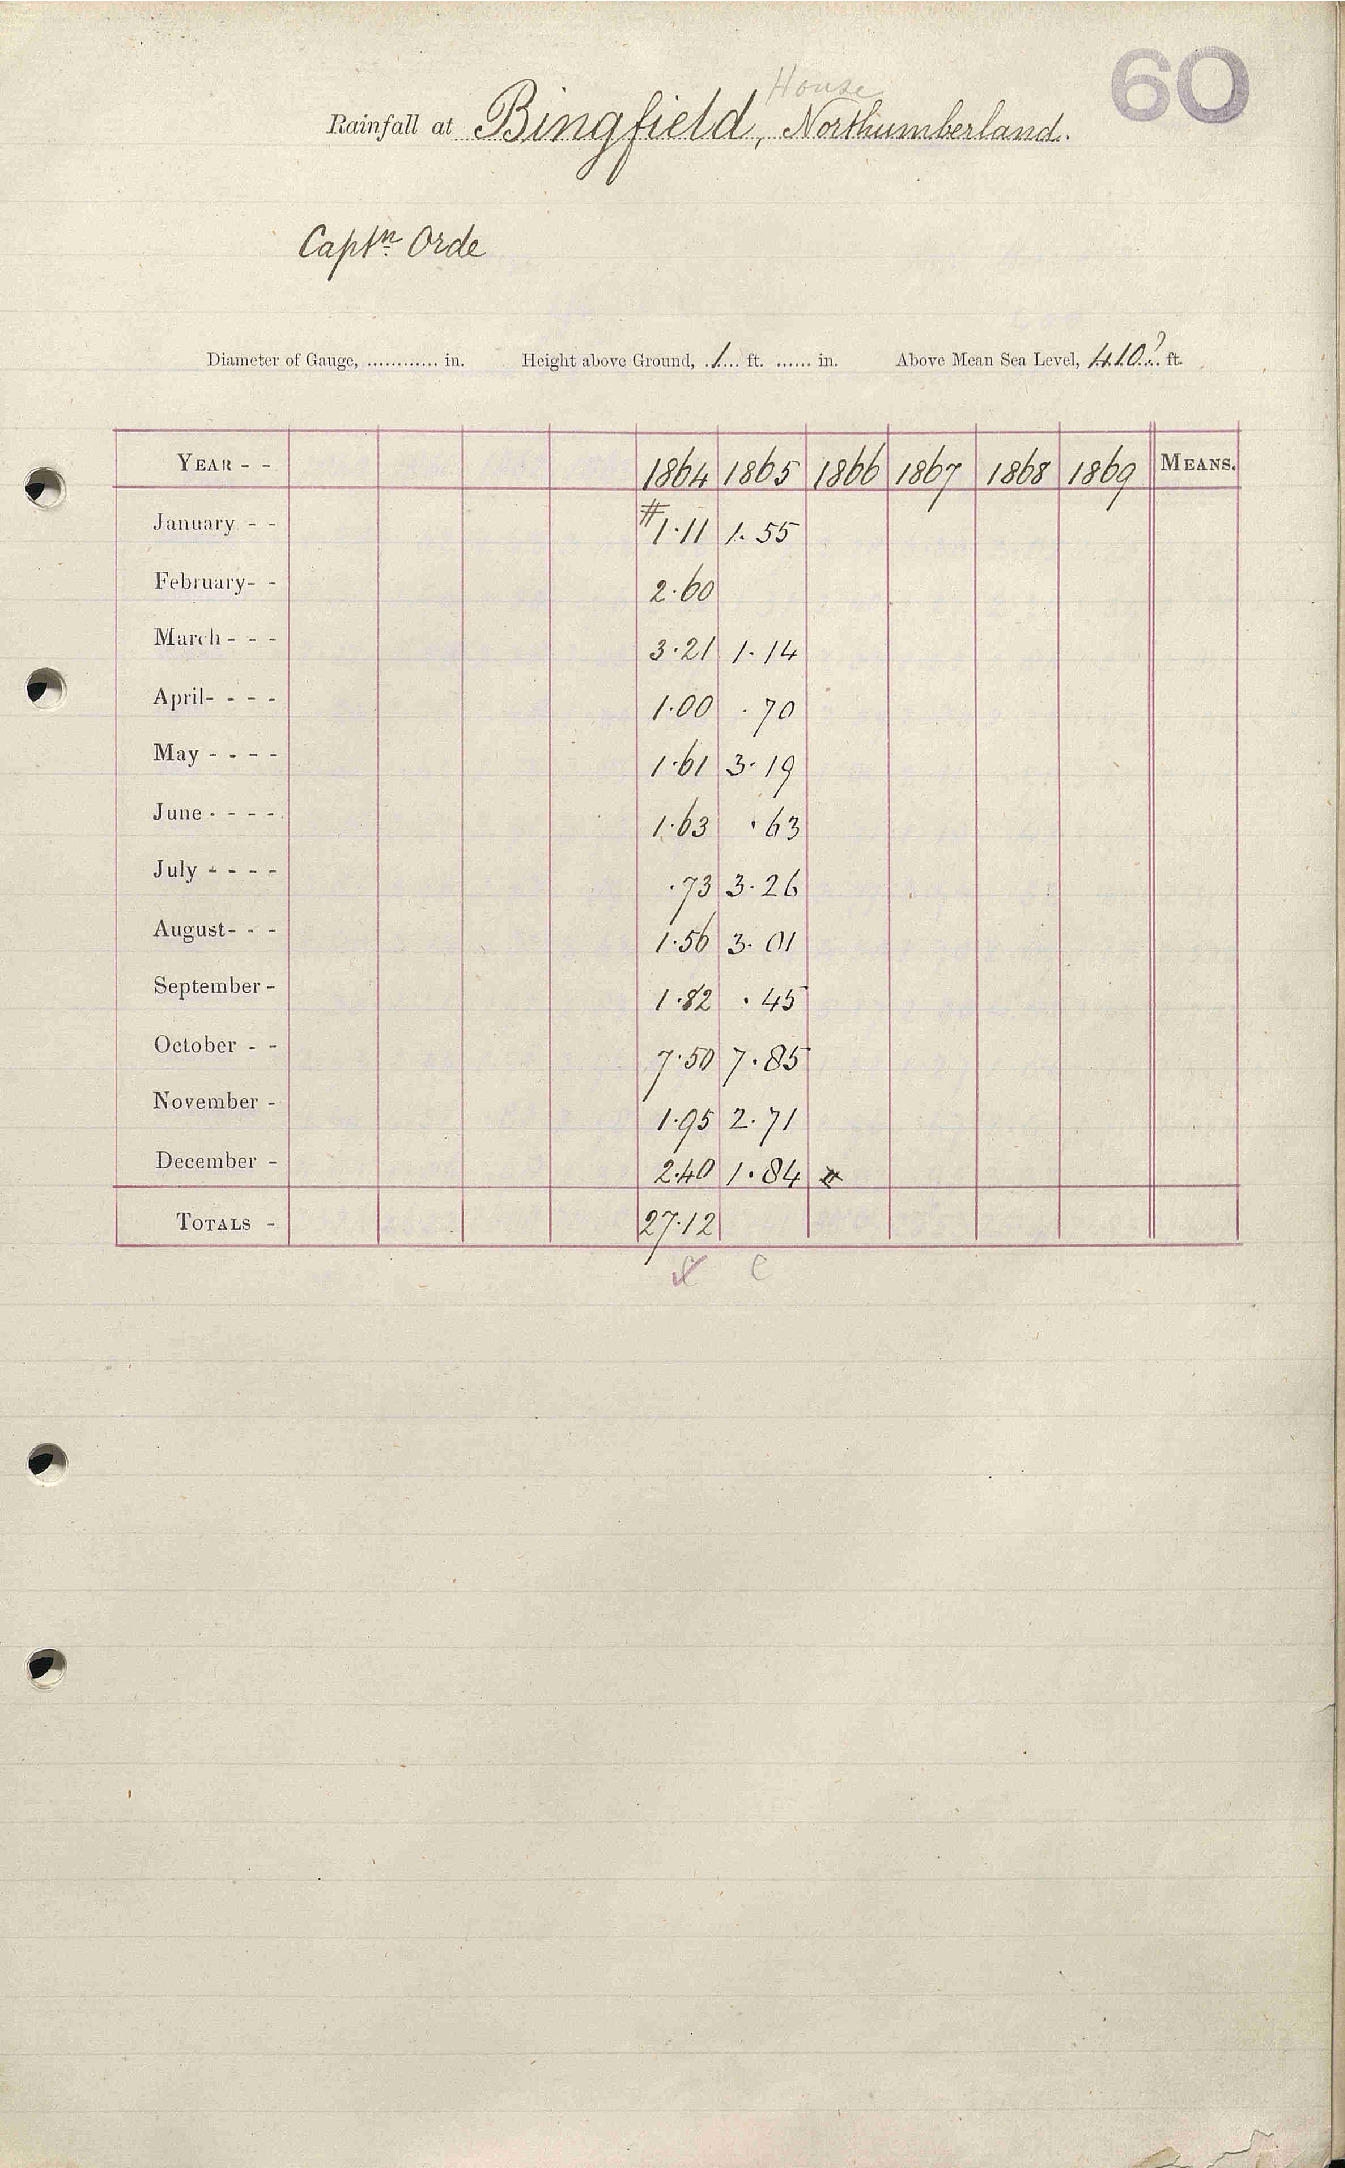 60
House
Rainfall at Bingfield, Northumberland.
Captn. Orde
Diameter of Gauge, ............ in. Height above Ground, .1... ft. ...... in. Above Mean Sea Level, 410?.. ft.
YEAR - - 1864 1865 1866 1867 1868 1869 MEANS.
January - - #1.11 1.55
February- - 2.60
March - - - 3.21 1.14
April- - - - 1.00 .70
May - - - - 1.61 3.19
June - - - - 1.63 .63
July - - - - .73 3.26
August- - - 1.56 3.01
September - 1.82 .45
October - - 7.50 7.85
November - 1.95 2.71
December - 2.40 1.84 #
TOTALS - 27.12
C C